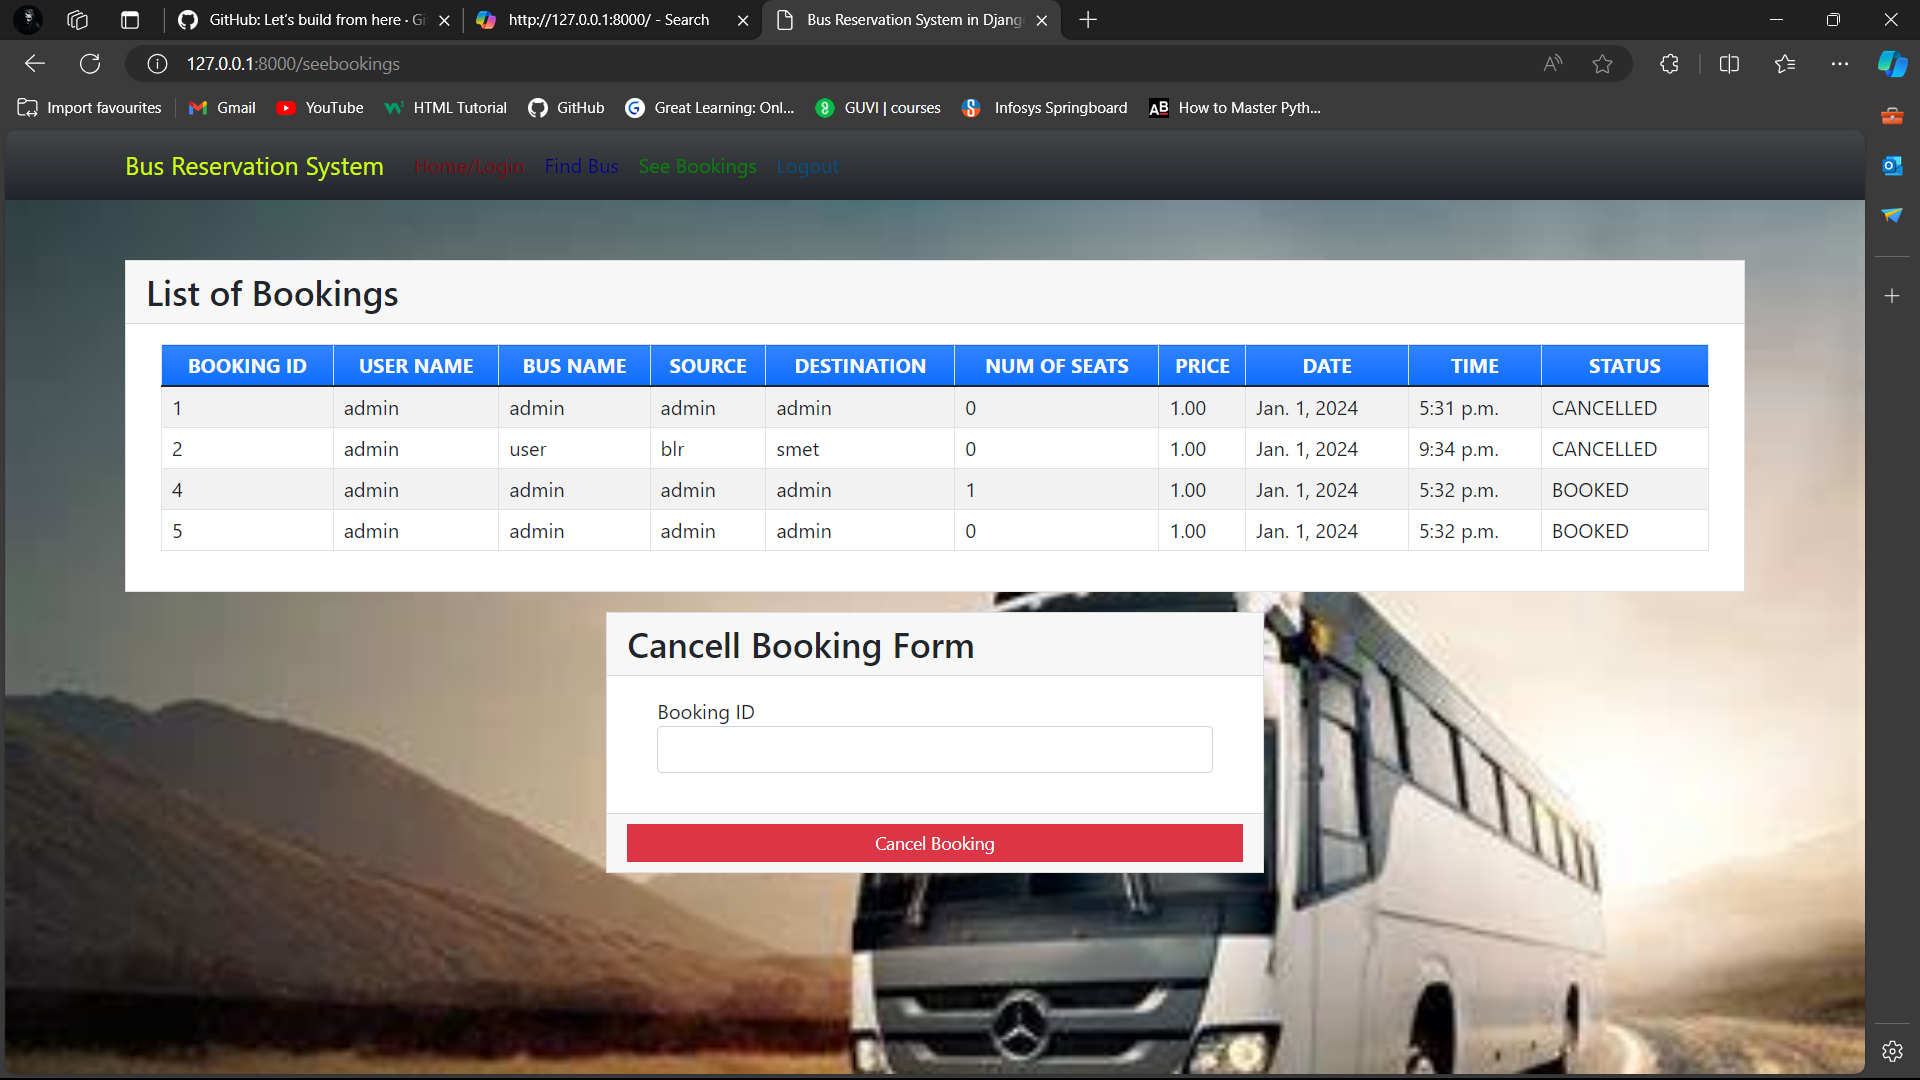 GitHub: Let's build from here · Gi
http://127.0.0.1:8000/ - Search
Bus Reservation System in Djang
127.0.0.1:8000/seebookings
Import favourites
Gmail
YouTube
HTML Tutorial
GitHub
Great Learning: Onl...
GUVI | courses
Infosys Springboard
AB How to Master Pyth...
Bus Reservation System Home/Login Find Bus See Bookings Logout
List of Bookings
BOOKING ID USER NAME BUS NAME SOURCE DESTINATION NUM OF SEATS PRICE DATE TIME STATUS
1 admin admin admin admin 0 1.00 Jan. 1, 2024 5:31 p.m. CANCELLED
2 admin user blr smet 0 1.00 Jan. 1, 2024 9:34 p.m. CANCELLED
4 admin admin admin admin 1 1.00 Jan. 1, 2024 5:32 p.m. BOOKED
5 admin admin admin admin 0 1.00 Jan. 1, 2024 5:32 p.m. BOOKED
Cancell Booking Form
Booking ID
Cancel Booking